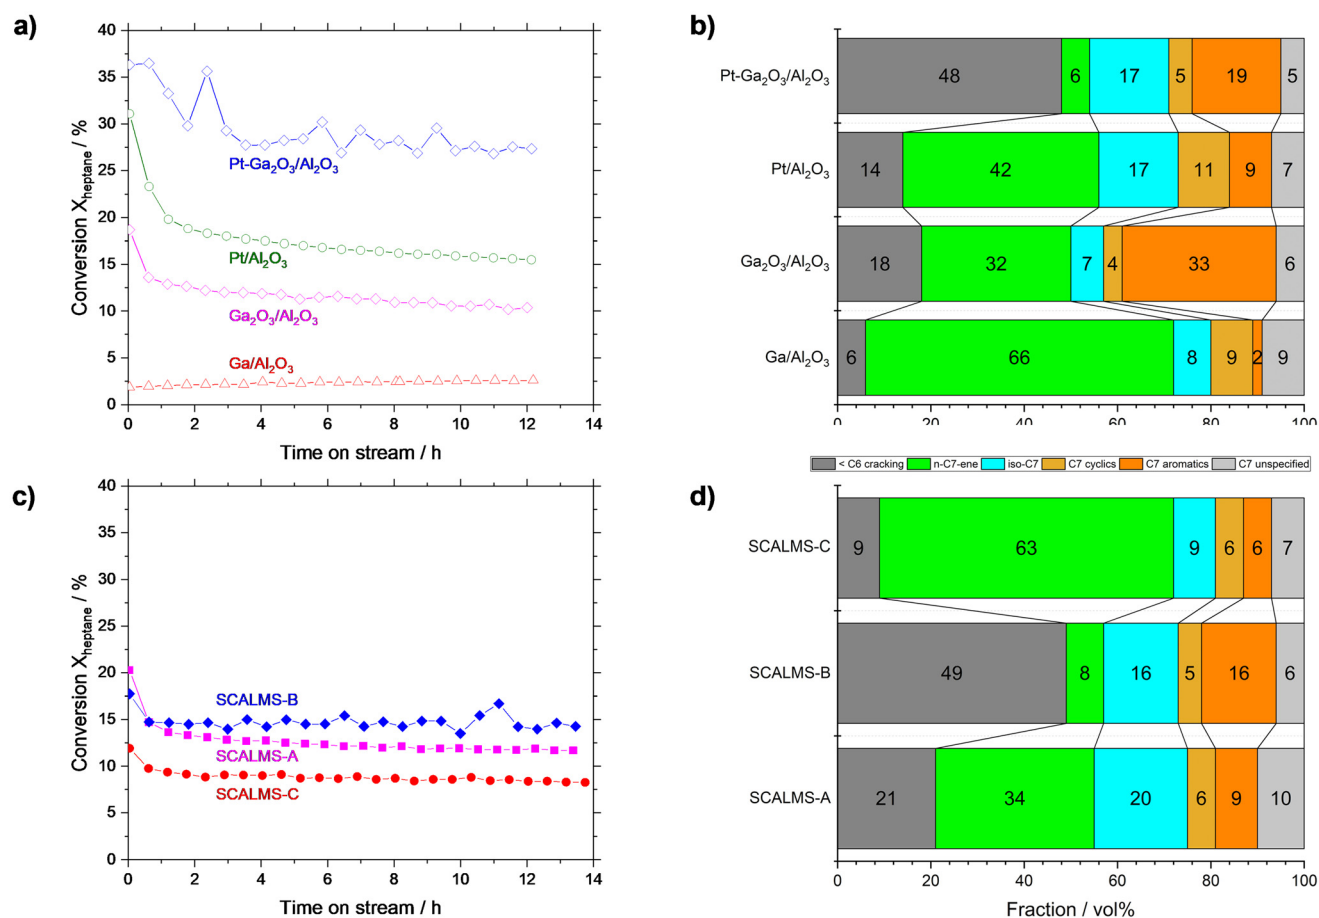 a)
Conversion X_heptane / %
40
35
30
25
20
15
10
5
0
Pt-Ga₂O₃/Al₂O₃
Pt/Al₂O₃
Ga₂O₃/Al₂O₃
Ga/Al₂O₃
0 2 4 6 8 10 12 14
Time on stream / h
b)
Pt-Ga₂O₃/Al₂O₃ 48 6 17 5 19 5
Pt/Al₂O₃ 14 42 17 11 9 7
Ga₂O₃/Al₂O₃ 18 32 7 4 33 6
Ga/Al₂O₃ 6 66 8 9 2 9
0 20 40 60 80 100
< C6 cracking n-C7-ene iso-C7 C7 cyclics C7 aromatics C7 unspecified
c)
Conversion X_heptane / %
40
35
30
25
20
15
10
5
0
SCALMS-B
SCALMS-A
SCALMS-C
0 2 4 6 8 10 12 14
Time on stream / h
d)
SCALMS-C 9 63 9 6 6 7
SCALMS-B 49 8 16 5 16 6
SCALMS-A 21 34 20 6 9 10
0 20 40 60 80 100
Fraction / vol%